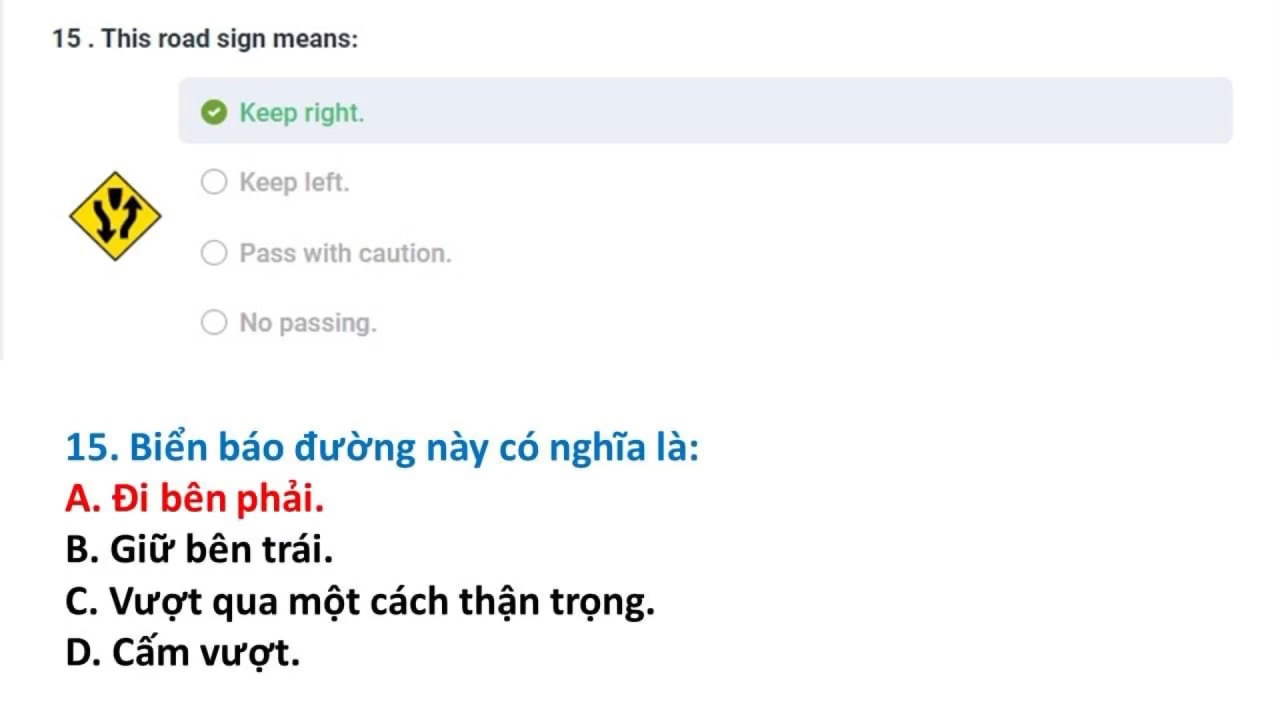 15 . This road sign means:
Keep right.
Keep left.
Pass with caution.
No passing.
15. Biển báo đường này có nghĩa là:
A. Đi bên phải.
B. Giữ bên trái.
C. Vượt qua một cách thận trọng.
D. Cấm vượt.